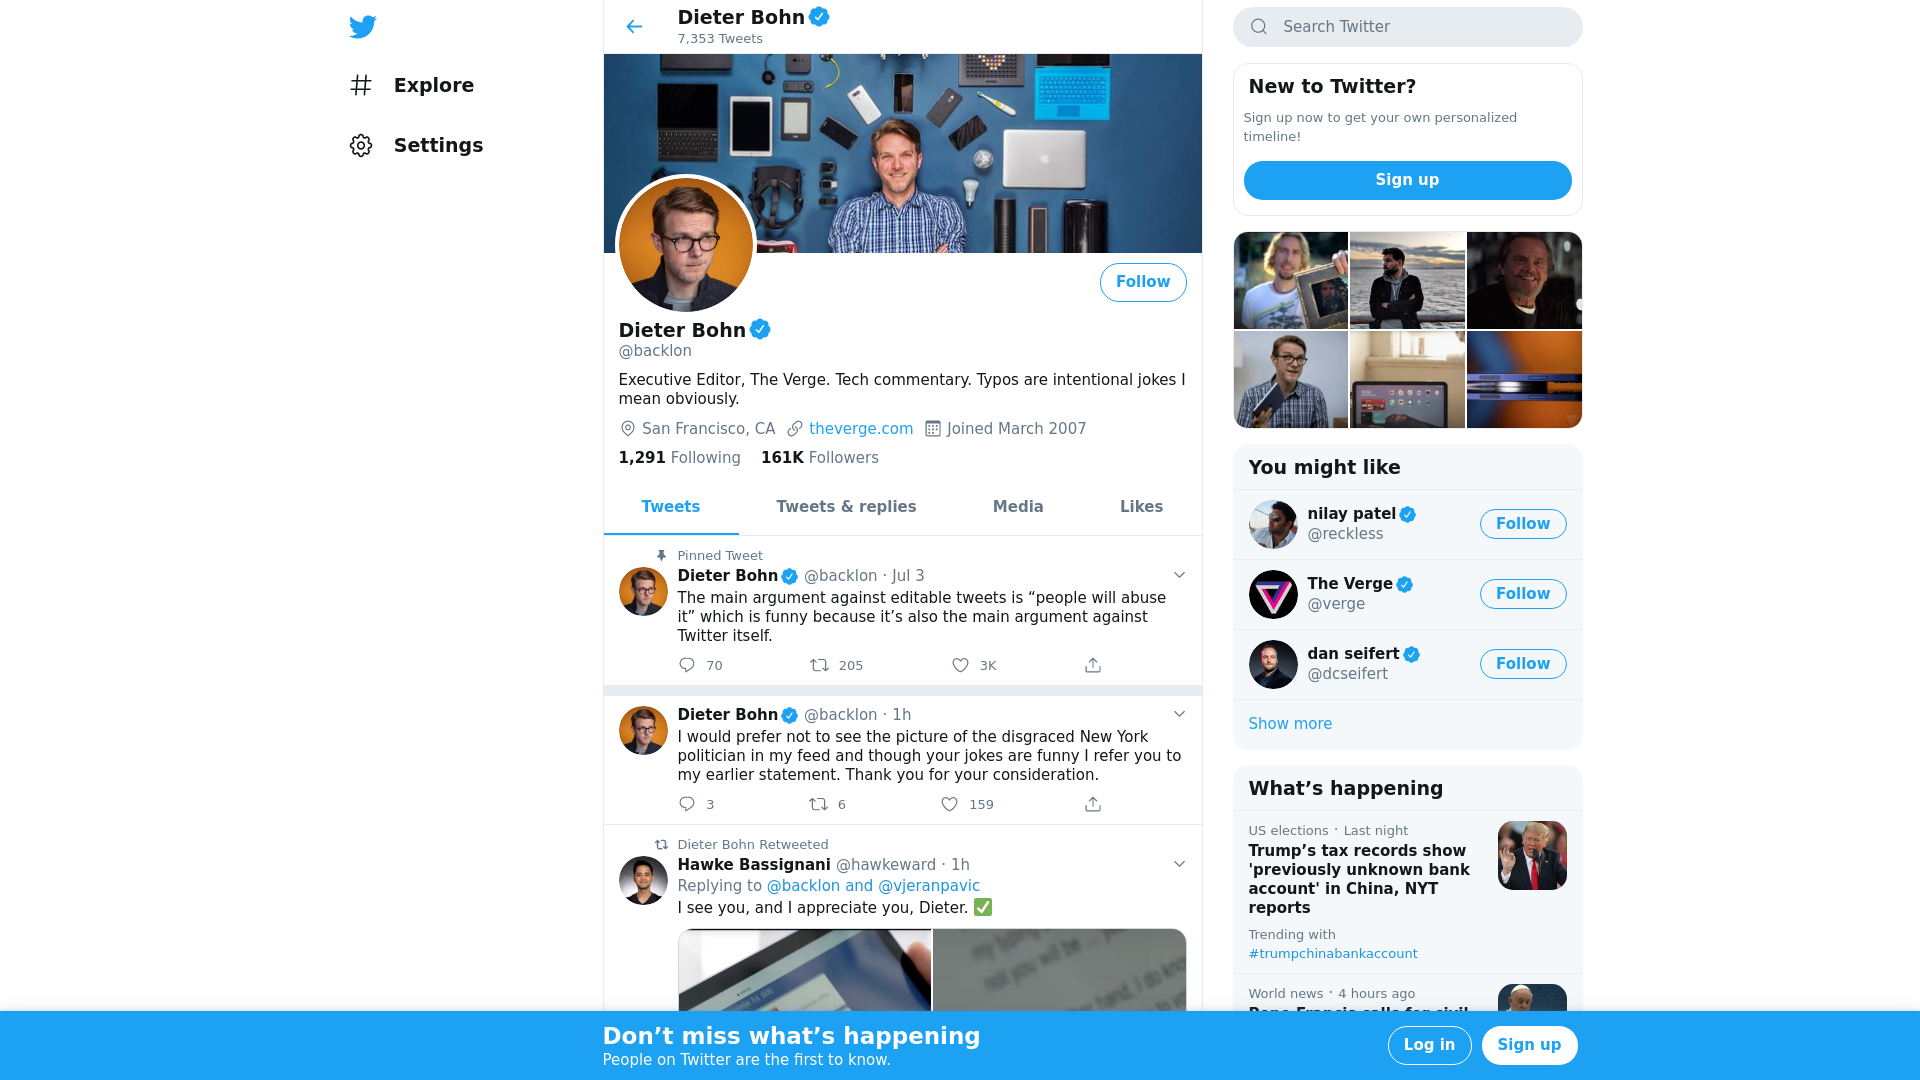 Explore
Settings
Dieter Bohn
7,353 Tweets
Follow
Dieter Bohn
@backlon
Executive Editor, The Verge. Tech commentary. Typos are intentional jokes I
mean obviously.
San Francisco, CA theverge.com Joined March 2007
1,291 Following 161K Followers
Tweets Tweets & replies Media Likes
Pinned Tweet
Dieter Bohn @backlon · Jul 3
The main argument against editable tweets is “people will abuse
it” which is funny because it’s also the main argument against
Twitter itself.
70 205 3K
Dieter Bohn @backlon · 1h
I would prefer not to see the picture of the disgraced New York
politician in my feed and though your jokes are funny I refer you to
my earlier statement. Thank you for your consideration.
3 6 159
Dieter Bohn Retweeted
Hawke Bassignani @hawkeward · 1h
Replying to @backlon and @vjeranpavic
I see you, and I appreciate you, Dieter. ✅
Search Twitter
New to Twitter?
Sign up now to get your own personalized
timeline!
Sign up
You might like
nilay patel
@reckless
Follow
The Verge
@verge
Follow
dan seifert
@dcseifert
Follow
Show more
What’s happening
US elections · Last night
Trump’s tax records show
'previously unknown bank
account' in China, NYT
reports
Trending with
#trumpchinabankaccount
World news · 4 hours ago
Pope Francis calls for civil
Don’t miss what’s happening
People on Twitter are the first to know.
Log in
Sign up